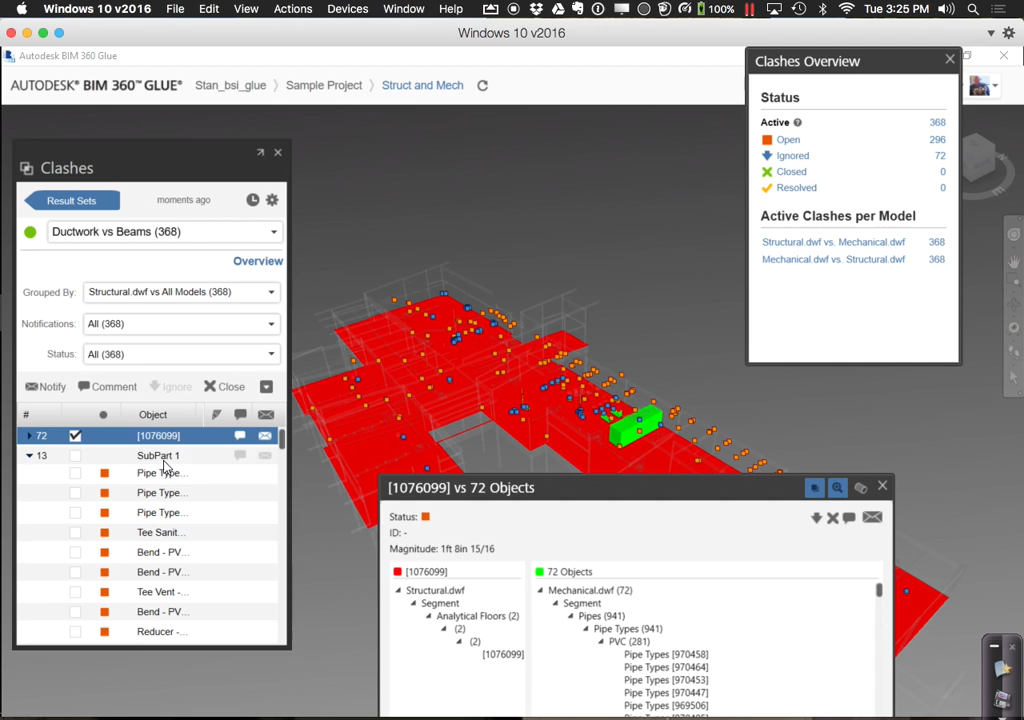 Windows 10 v2016 File Edit View Actions Devices Window Help 100% Tue 3:25 PM
Windows 10 v2016
Autodesk BIM 360 Glue
AUTODESK® BIM 360™ GLUE® Stan_bsi_glue Sample Project Struct and Mech
Clashes Overview
Status
Active 368
Open 296
Ignored 72
Closed 0
Resolved 0
Active Clashes per Model
Structural.dwf vs. Mechanical.dwf 368
Mechanical.dwf vs. Structural.dwf 368
Clashes
Result Sets moments ago
Ductwork vs Beams (368)
Overview
Grouped By: Structural.dwf vs All Models (368)
Notifications: All (368)
Status: All (368)
Notify Comment Ignore Close
# Object
72 [1076099]
13 SubPart 1
Pipe Type...
Pipe Type...
Pipe Type...
Tee Sanit...
Bend - PV...
Bend - PV...
Tee Vent -...
Bend - PV...
Reducer -...
[1076099] vs 72 Objects
Status:
ID: -
Magnitude: 1ft 8in 15/16
[1076099]
Structural.dwf
Segment
Analytical Floors (2)
(2)
(2)
[1076099]
72 Objects
Mechanical.dwf (72)
Segment
Pipes (941)
Pipe Types (941)
PVC (281)
Pipe Types [970458]
Pipe Types [970464]
Pipe Types [970453]
Pipe Types [970447]
Pipe Types [969506]